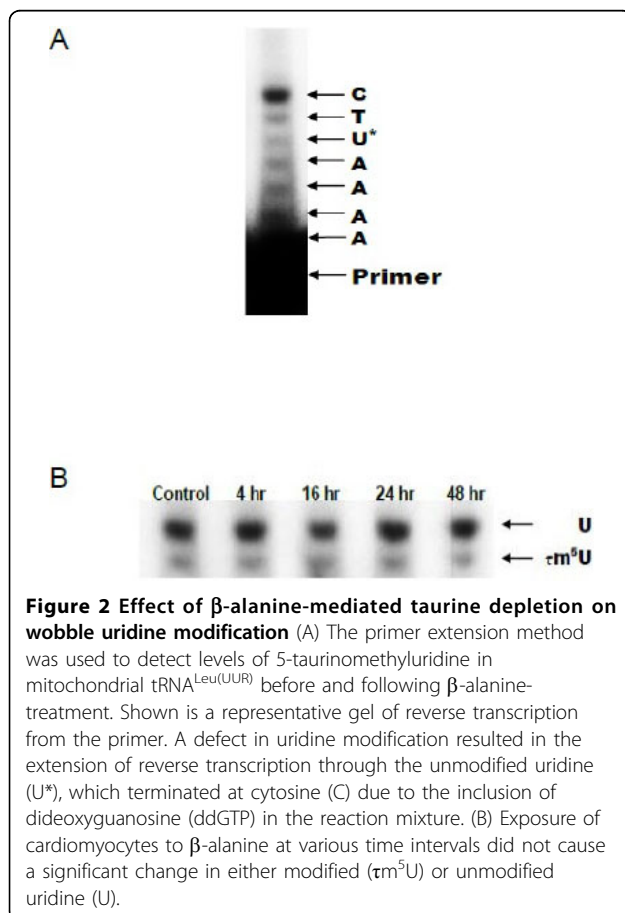 A
C
T
U*
A
A
A
A
Primer
B
Control 4 hr 16 hr 24 hr 48 hr
U
τm⁵U
Figure 2 Effect of β-alanine-mediated taurine depletion on
wobble uridine modification (A) The primer extension method
was used to detect levels of 5-taurinomethyluridine in
mitochondrial tRNA^Leu(UUR) before and following β-alanine-
treatment. Shown is a representative gel of reverse transcription
from the primer. A defect in uridine modification resulted in the
extension of reverse transcription through the unmodified uridine
(U*), which terminated at cytosine (C) due to the inclusion of
dideoxyguanosine (ddGTP) in the reaction mixture. (B) Exposure of
cardiomyocytes to β-alanine at various time intervals did not cause
a significant change in either modified (τm⁵U) or unmodified
uridine (U).